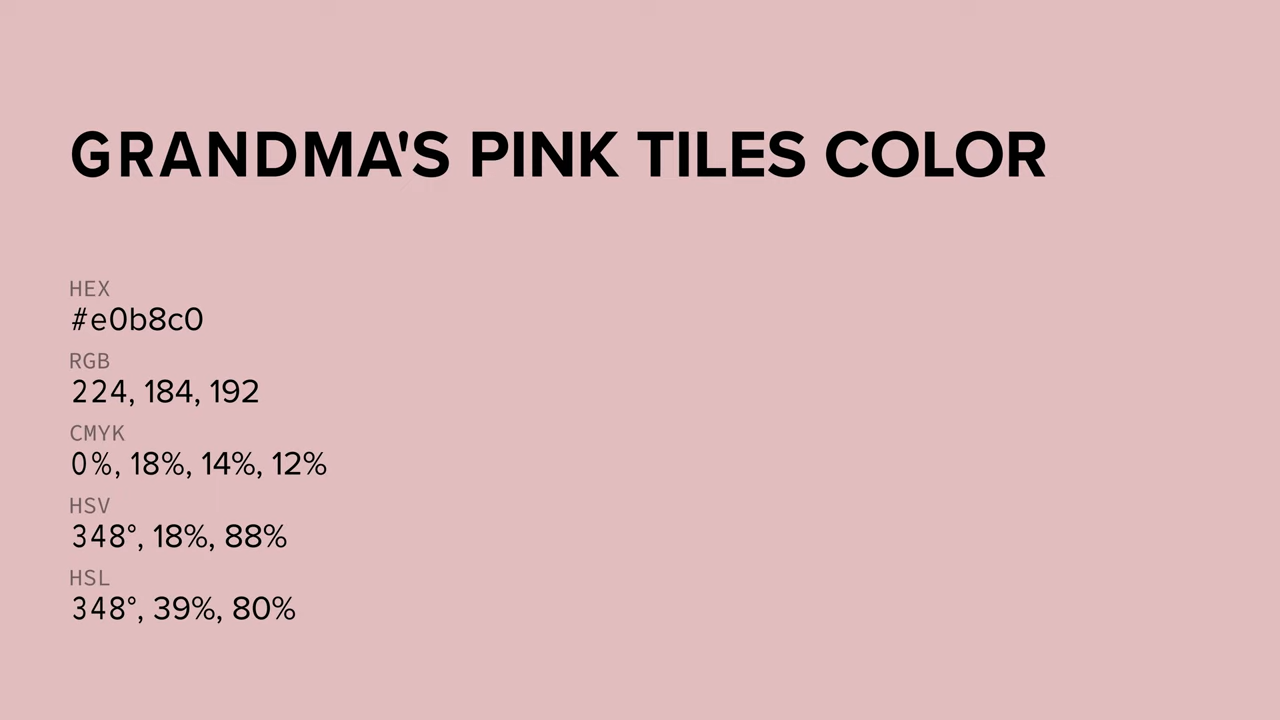 GRANDMA'S PINK TILES COLOR
HEX
#e0b8c0
RGB
224, 184, 192
CMYK
0%, 18%, 14%, 12%
HSV
348°, 18%, 88%
HSL
348°, 39%, 80%